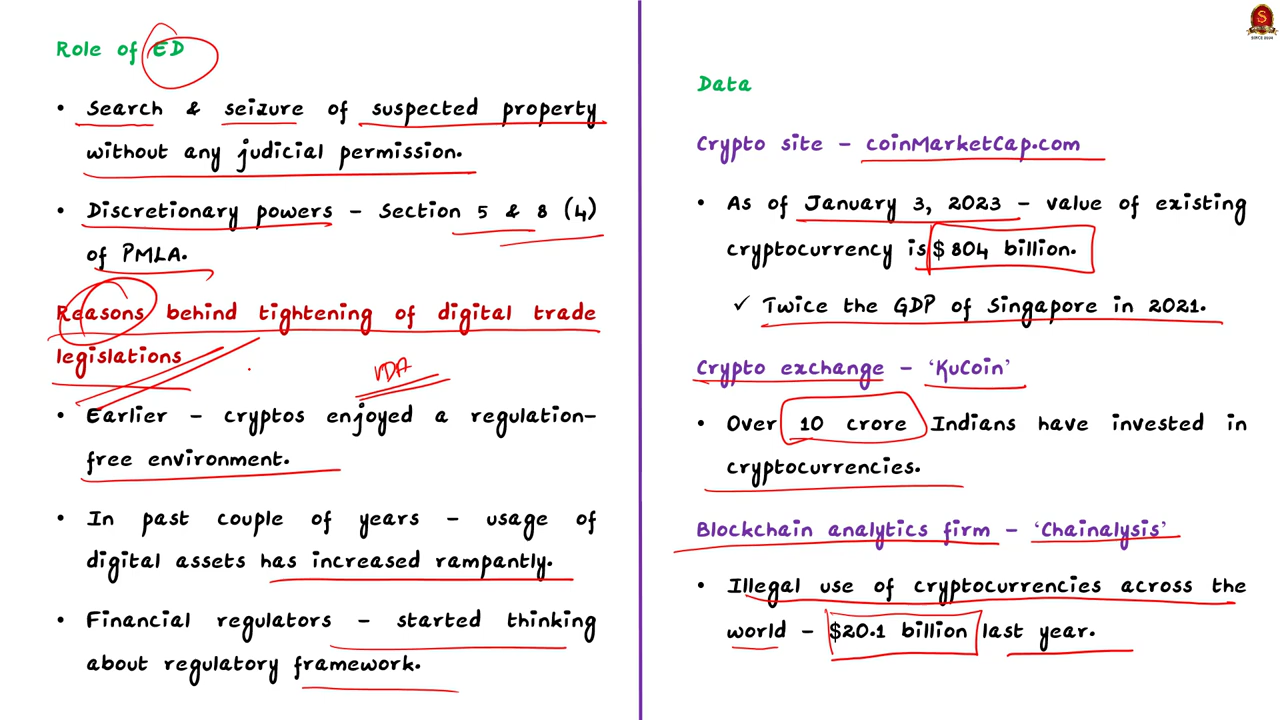 Role of ED
• Search & seizure of suspected property
without any judicial permission.
• Discretionary powers – Section 5 & 8 (4)
of PMLA.
Reasons behind tightening of digital trade
legislations
VDA
• Earlier – cryptos enjoyed a regulation-
free environment.
• In past couple of years – usage of
digital assets has increased rampantly.
• Financial regulators – started thinking
about regulatory framework.
S
SINCE 2004
Data
Crypto site – coinMarketCap.com
• As of January 3, 2023 – value of existing
cryptocurrency is $ 804 billion.
✓ Twice the GDP of Singapore in 2021.
Crypto exchange – ‘KuCoin’
• Over 10 crore Indians have invested in
cryptocurrencies.
Blockchain analytics firm – ‘Chainalysis’
• Illegal use of cryptocurrencies across the
world – $20.1 billion last year.